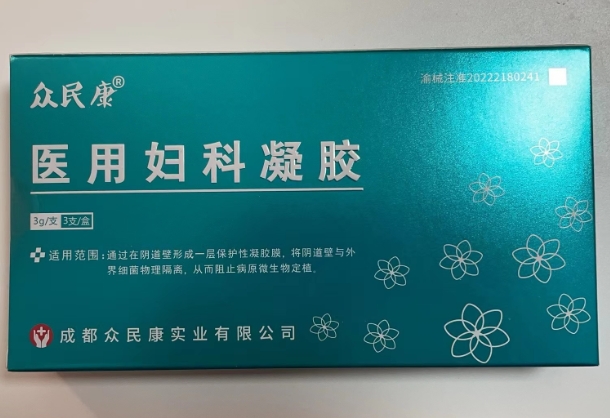 众民康®
渝械注准20222180241
医用妇科凝胶
3g/支 3支/盒
适用范围：通过在阴道壁形成一层保护性凝胶膜，将阴道壁与外
界细菌物理隔离，从而阻止病原微生物定植。
成都众民康实业有限公司